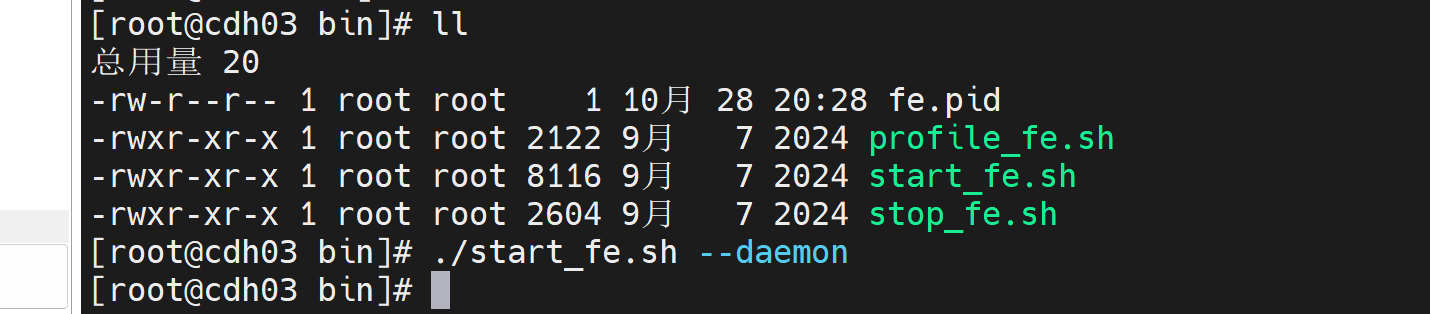 [root@cdh03 bin]# ll
总用量 20
-rw-r--r-- 1 root root    1 10月 28 20:28 fe.pid
-rwxr-xr-x 1 root root 2122 9月   7 2024 profile_fe.sh
-rwxr-xr-x 1 root root 8116 9月   7 2024 start_fe.sh
-rwxr-xr-x 1 root root 2604 9月   7 2024 stop_fe.sh
[root@cdh03 bin]# ./start_fe.sh --daemon
[root@cdh03 bin]#